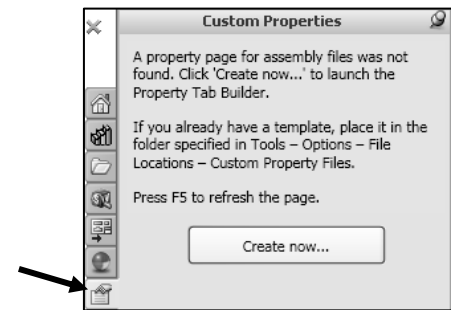 Custom Properties
A property page for assembly files was not
found. Click 'Create now...' to launch the
Property Tab Builder.
If you already have a template, place it in the
folder specified in Tools – Options – File
Locations – Custom Property Files.
Press F5 to refresh the page.
Create now...